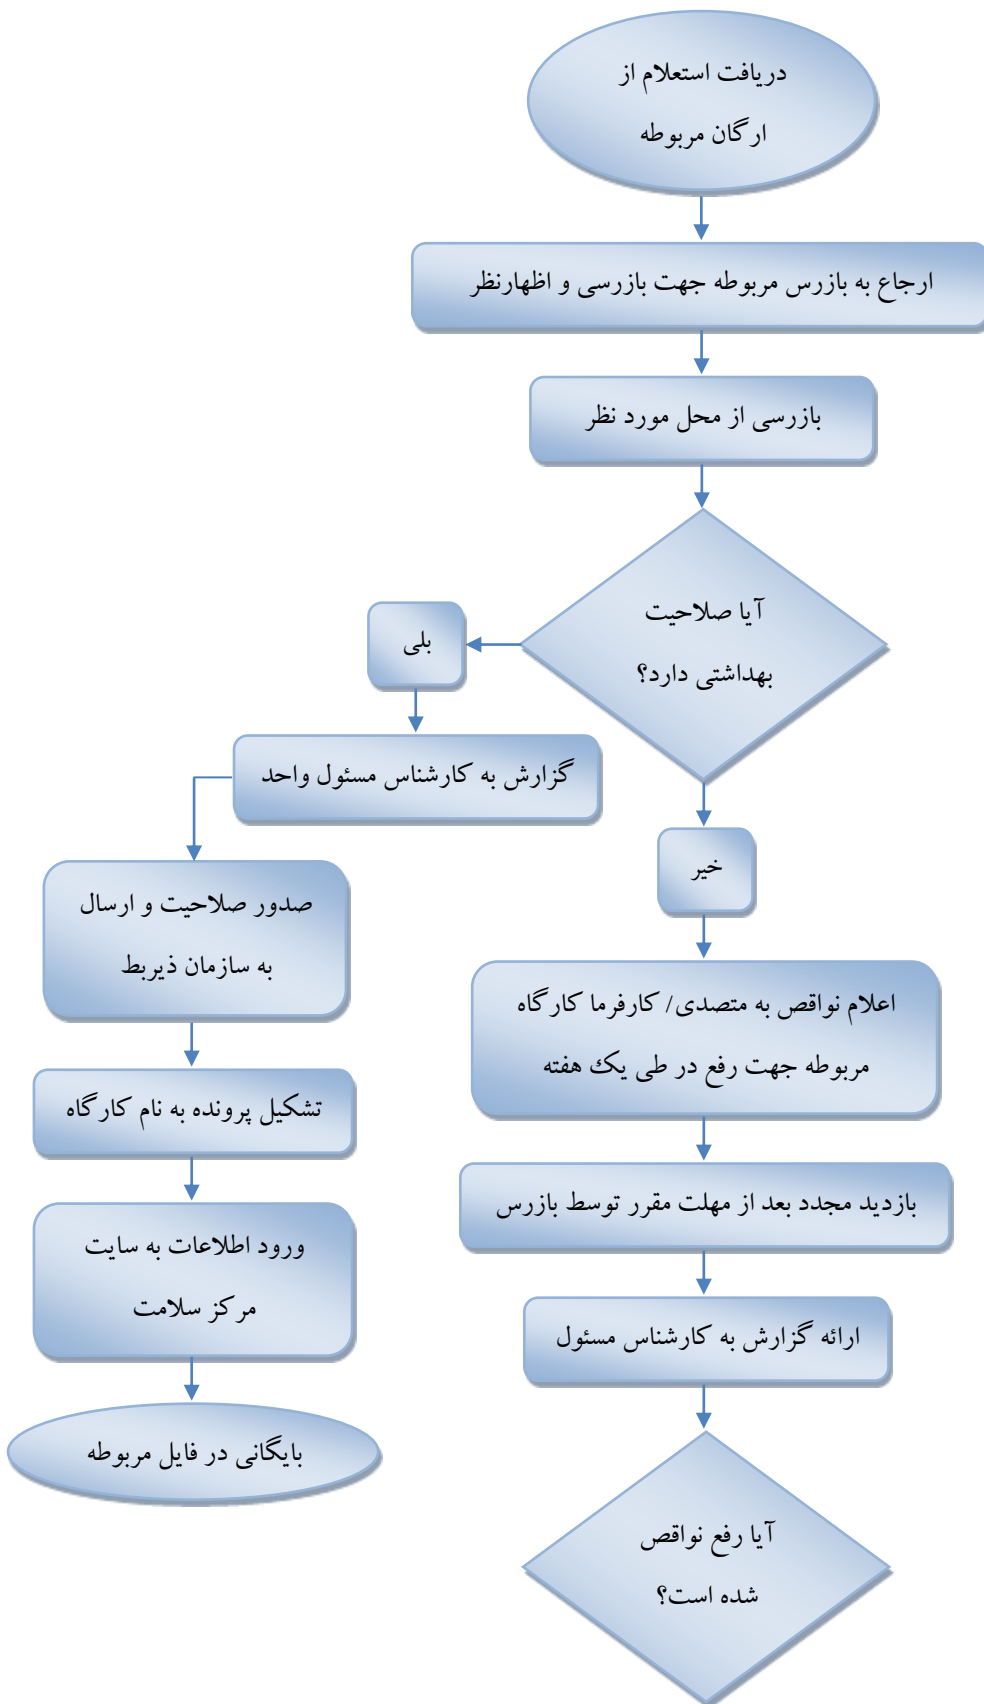 دریافت استعلام از
ارگان مربوطه
ارجاع به بازرس مربوطه جهت بازرسی و اظهارنظر
بازرسی از محل مورد نظر
آیا صلاحیت
بهداشتی دارد؟
بلی
گزارش به کارشناس مسئول واحد
صدور صلاحیت و ارسال
به سازمان ذیربط
تشکیل پرونده به نام کارگاه
ورود اطلاعات به سایت
مرکز سلامت
بایگانی در فایل مربوطه
خیر
اعلام نواقص به متصدی/ کارفرما کارگاه
مربوطه جهت رفع در طی یک هفته
بازدید مجدد بعد از مهلت مقرر توسط بازرس
ارائه گزارش به کارشناس مسئول
آیا رفع نواقص
شده است؟